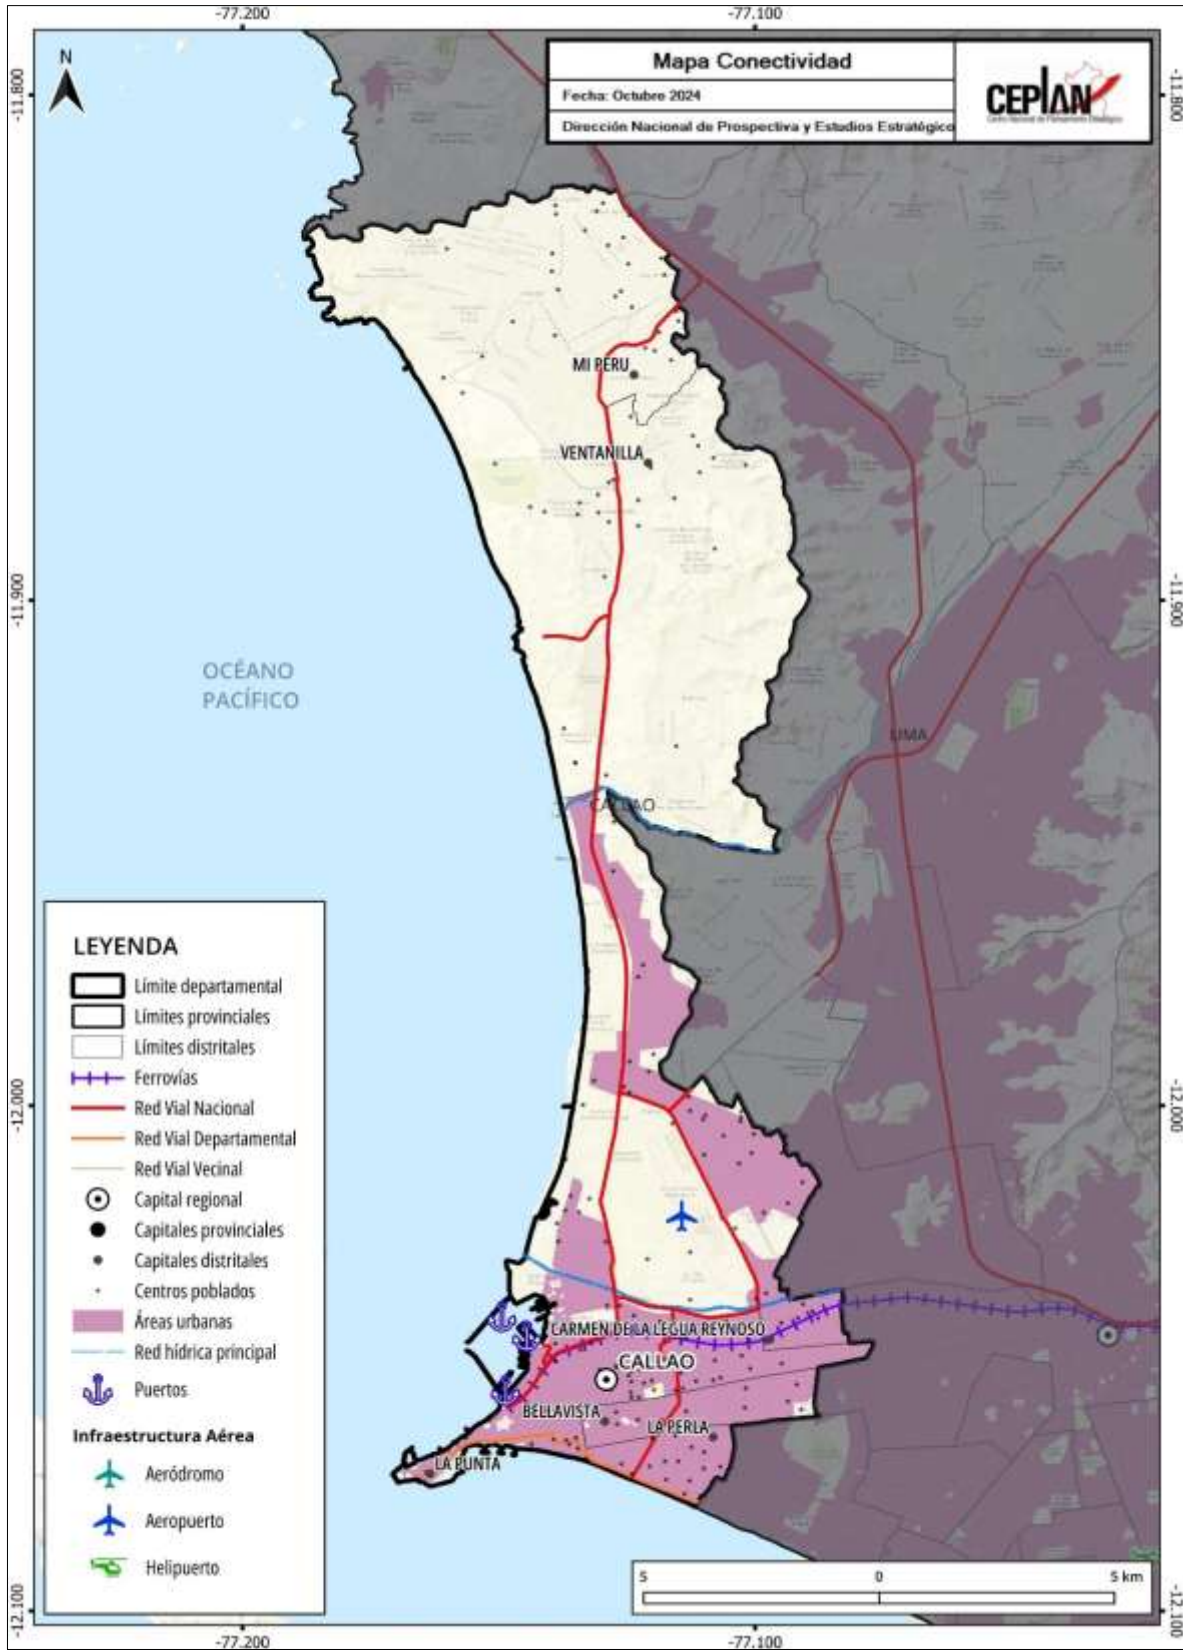 -77.200
-77.100
N
-11.800
-11.800
Mapa Conectividad
Fecha: Octubre 2024
Dirección Nacional de Prospectiva y Estudios Estratégico
CEPLAN
MI PERU
VENTANILLA
-11.900
-11.900
OCÉANO
PACÍFICO
LIMA
CALLAO
LEYENDA
Límite departamental
Límites provinciales
Límites distritales
Ferrovías
Red Vial Nacional
Red Vial Departamental
Red Vial Vecinal
Capital regional
Capitales provinciales
Capitales distritales
Centros poblados
Áreas urbanas
Red hídrica principal
Puertos
Infraestructura Aérea
Aeródromo
Aeropuerto
Helipuerto
-12.000
-12.000
CARMEN DE LA LEGUA REYNOSO
CALLAO
BELLAVISTA
LA PERLA
LA PUNTA
5
0
5 km
-12.100
-12.100
-77.200
-77.100